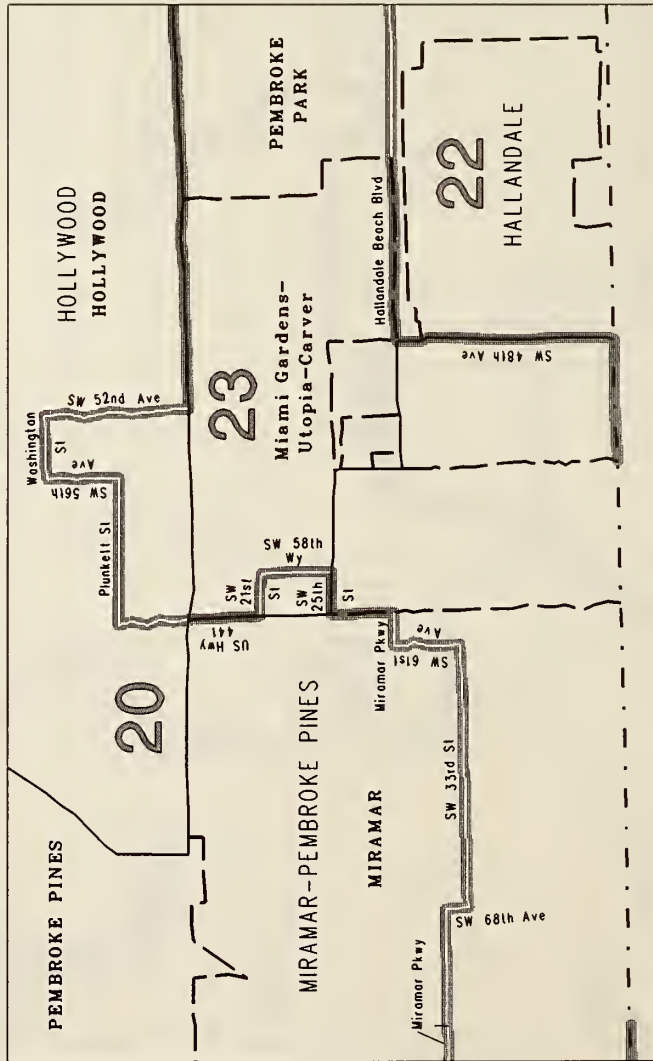 PEMBROKE PINES
20
HOLLYWOOD
HOLLYWOOD
Washington
St
SW 56th
Ave
SW 52nd Ave
Plunkett St
PEMBROKE
PARK
23
Miami Gardens-
Utopia-Carver
US Hwy
441
SW
21st
St
SW 58th
Wy
SW
25th
St
Hallandale Beach Blvd
22
HALLANDALE
SW 48th Ave
MIRAMAR-PEMBROKE PINES
MIRAMAR
Miramar Pkwy
SW 61st
Ave
SW 33rd St
SW 68th Ave
Miramar Pkwy